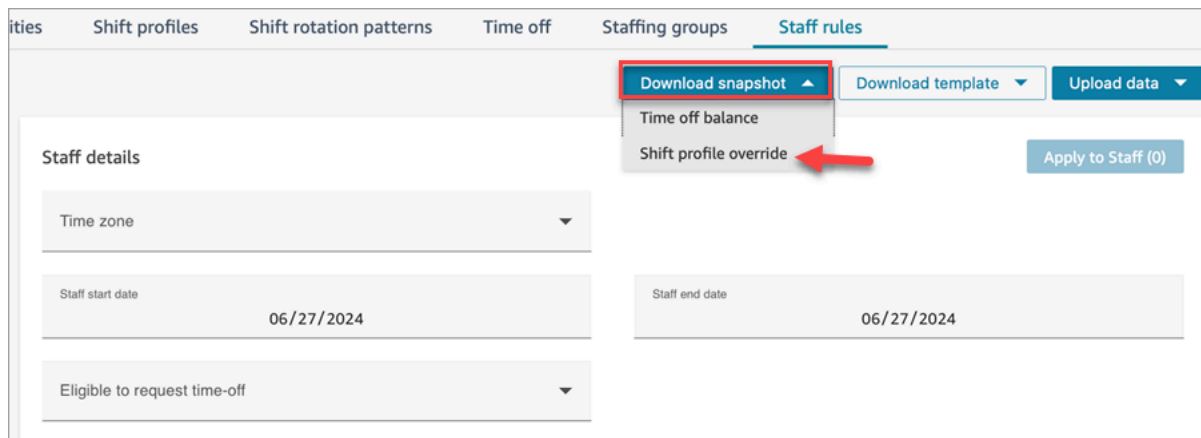 ities Shift profiles Shift rotation patterns Time off Staffing groups Staff rules
Download snapshot Download template Upload data
Time off balance
Shift profile override
Staff details
Apply to Staff (0)
Time zone
Staff start date
06/27/2024
Staff end date
06/27/2024
Eligible to request time-off